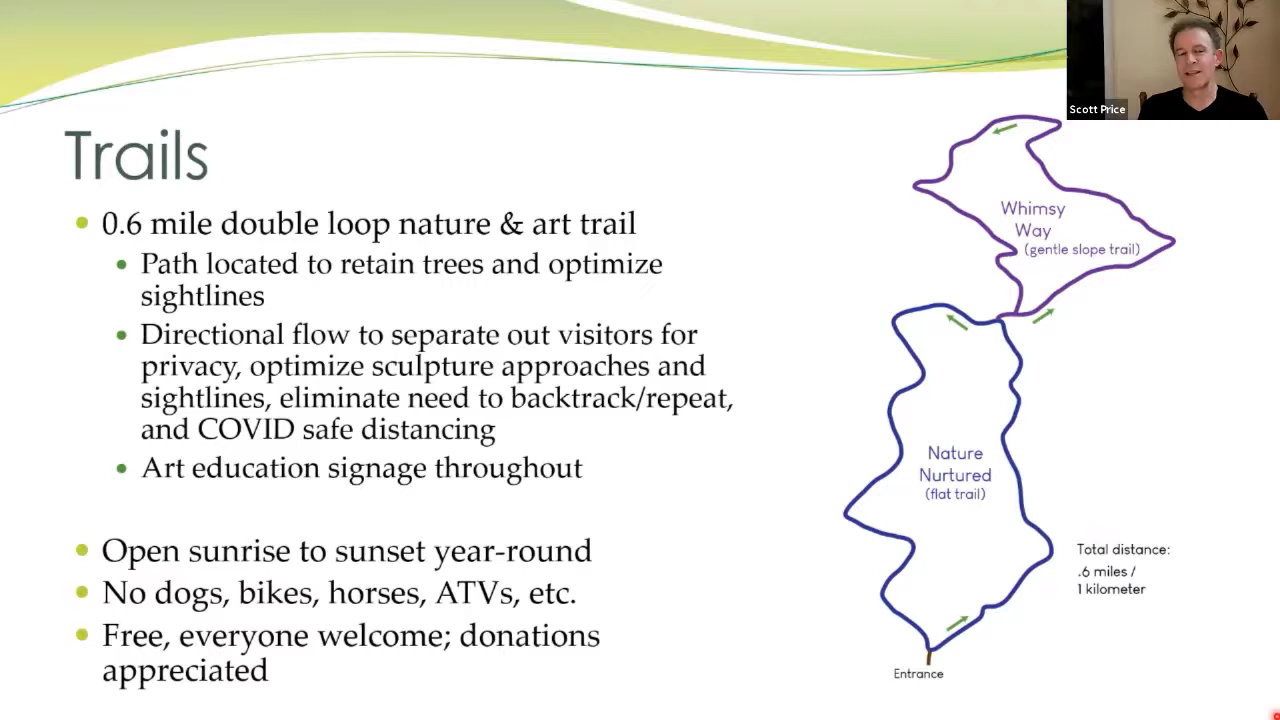 Scott Price
Trails
0.6 mile double loop nature & art trail
Path located to retain trees and optimize
sightlines
Directional flow to separate out visitors for
privacy, optimize sculpture approaches and
sightlines, eliminate need to backtrack/repeat,
and COVID safe distancing
Art education signage throughout
Open sunrise to sunset year-round
No dogs, bikes, horses, ATVs, etc.
Free, everyone welcome; donations
appreciated
Whimsy
Way
(gentle slope trail)
Nature
Nurtured
(flat trail)
Total distance:
.6 miles /
1 kilometer
Entrance